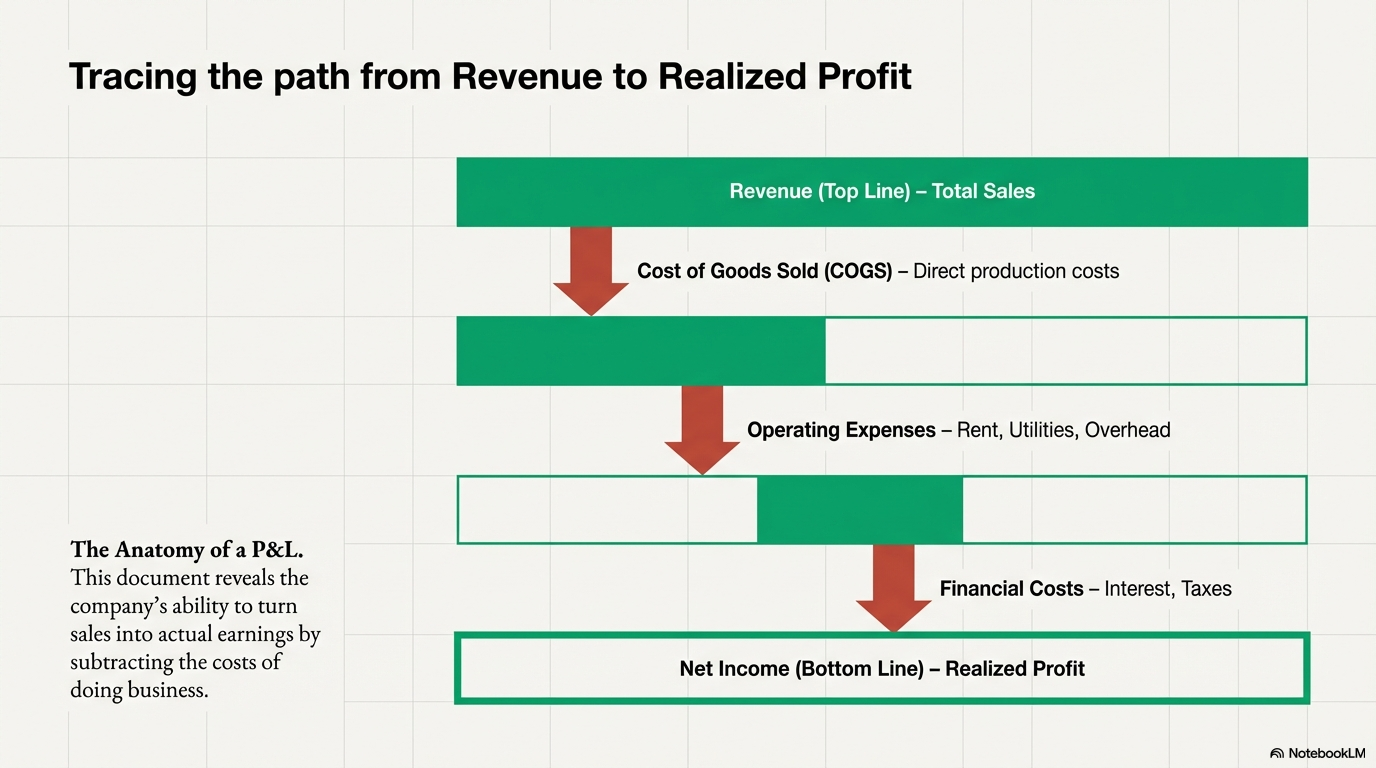 Tracing the path from Revenue to Realized Profit
Revenue (Top Line) – Total Sales
Cost of Goods Sold (COGS) – Direct production costs
Operating Expenses – Rent, Utilities, Overhead
Financial Costs – Interest, Taxes
Net Income (Bottom Line) – Realized Profit
The Anatomy of a P&L.
This document reveals the
company’s ability to turn
sales into actual earnings by
subtracting the costs of
doing business.
NotebookLM